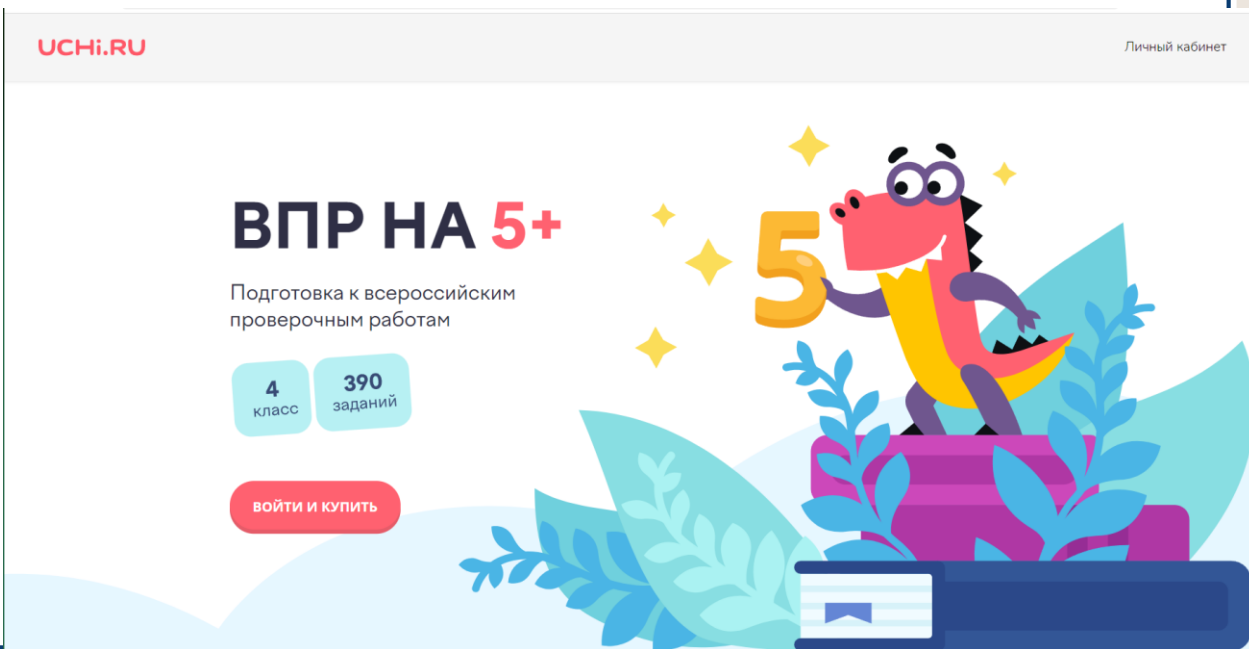 UCHi.RU
Личный кабинет
ВПР НА 5+
Подготовка к всероссийским
проверочным работам
4
класс
390
заданий
ВОЙТИ И КУПИТЬ
5